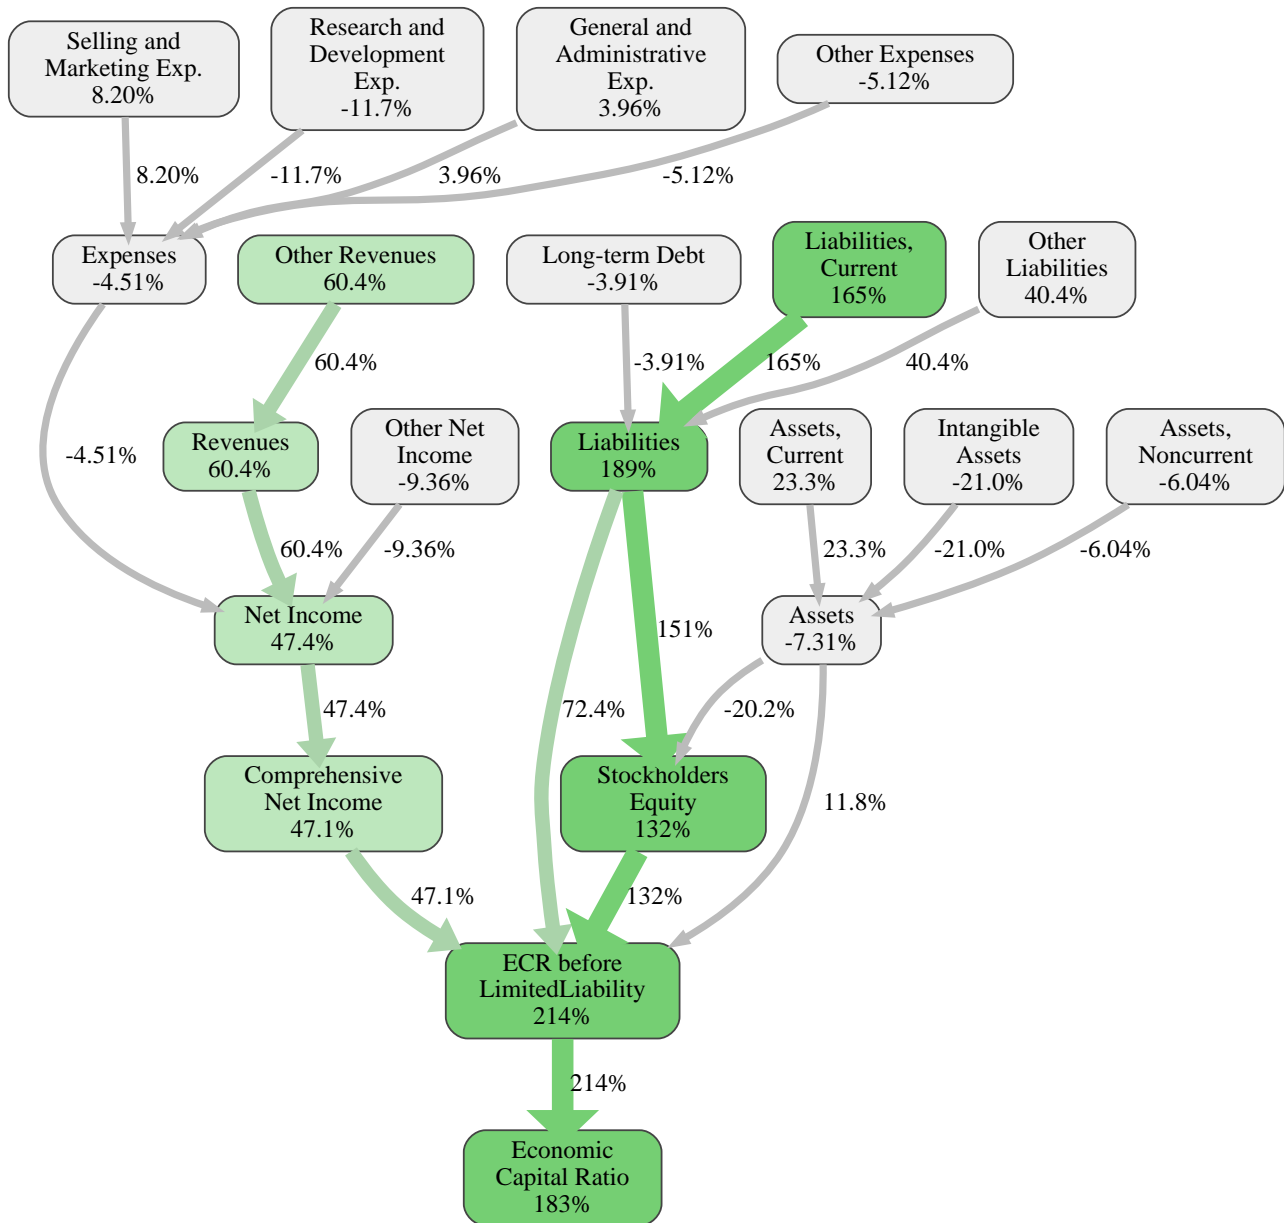 Selling and
Marketing Exp.
8.20%
Research and
Development
Exp.
-11.7%
General and
Administrative
Exp.
3.96%
Other Expenses
-5.12%
8.20%
-11.7%
3.96%
-5.12%
Expenses
-4.51%
Other Revenues
60.4%
Long-term Debt
-3.91%
Liabilities,
Current
165%
Other
Liabilities
40.4%
60.4%
-3.91%
165%
40.4%
-4.51%
Revenues
60.4%
Other Net
Income
-9.36%
Liabilities
189%
Assets,
Current
23.3%
Intangible
Assets
-21.0%
Assets,
Noncurrent
-6.04%
60.4%
-9.36%
23.3%
-21.0%
-6.04%
Net Income
47.4%
151%
Assets
-7.31%
47.4%
72.4%
-20.2%
Comprehensive
Net Income
47.1%
Stockholders
Equity
132%
11.8%
47.1%
132%
ECR before
LimitedLiability
214%
214%
Economic
Capital Ratio
183%